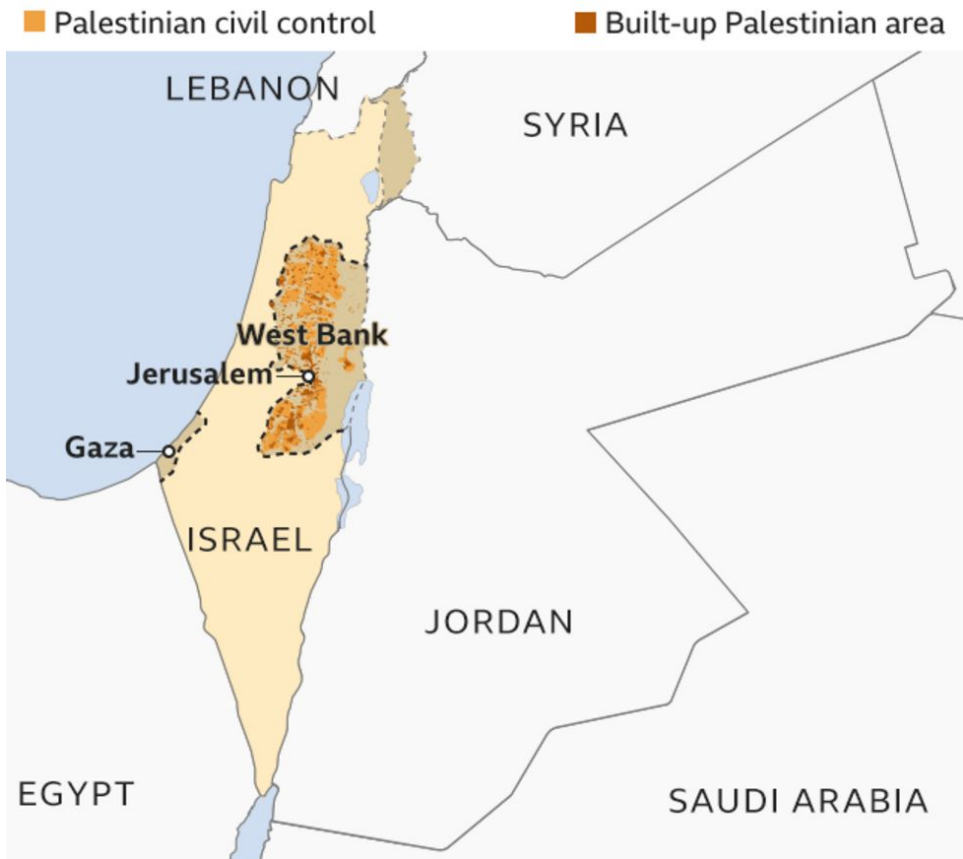 Palestinian civil control
Built-up Palestinian area
LEBANON
SYRIA
West Bank
Jerusalem
Gaza
ISRAEL
JORDAN
EGYPT
SAUDI ARABIA